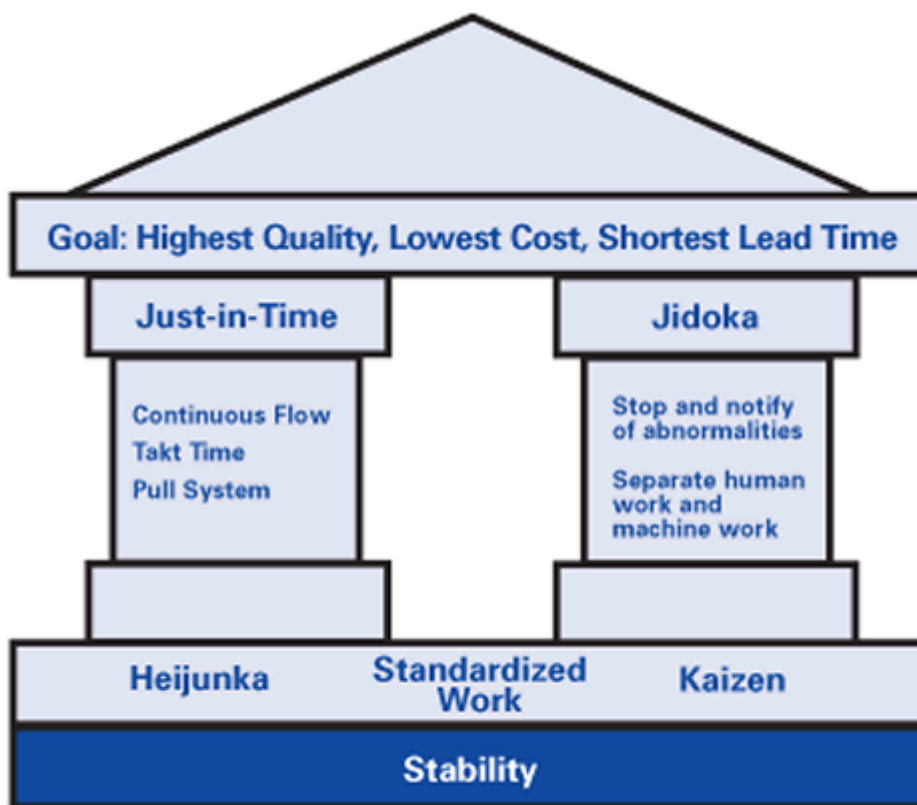 Goal: Highest Quality, Lowest Cost, Shortest Lead Time
Just-in-Time
Continuous Flow
Takt Time
Pull System
Jidoka
Stop and notify
of abnormalities
Separate human
work and
machine work
Heijunka
Standardized
Work
Kaizen
Stability